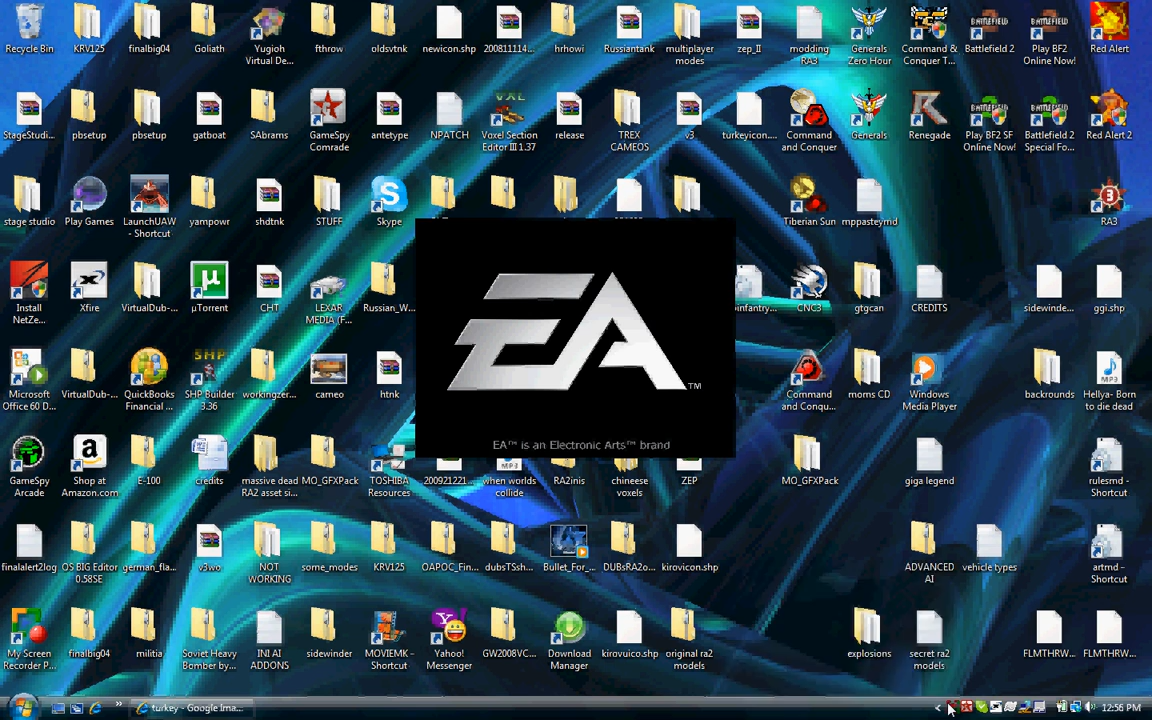 Recycle Bin
KRV125
finalbig04
Goliath
Yugioh
Virtual De...
fthrow
oldsvtnk
newicon.shp
200811114...
hrhowi
Russiantank
multiplayer
modes
zep_II
modding
RA3
Generals
Zero Hour
Command &
Conquer T...
BATTLEFIELD
Battlefield 2
BATTLEFIELD
Play BF2
Online Now!
Red Alert
StageStudi...
pbsetup
pbsetup
gatboat
SAbrams
GameSpy
Comrade
antetype
NPATCH
VXL
Voxel Section
Editor III 1.37
release
TREX
CAMEOS
v3
turkeyicon....
Command
and Conquer
Generals
Renegade
Play BF2 SF
Online Now!
Battlefield 2
Special Fo...
Red Alert 2
stage studio
Play Games
LaunchUAW
- Shortcut
yampowr
shdtnk
STUFF
Skype
Tiberian Sun
mppasteymd
RA3
Install
NetZe...
Xfire
VirtualDub-...
µTorrent
CHT
LEXAR
MEDIA (F...
Russian_W...
EA™
EA™ is an Electronic Arts™ brand
CNC3
gtgcan
CREDITS
sidewinde...
ggi.shp
Microsoft
Office 60 D...
VirtualDub-...
QuickBooks
Financial ...
SHP
SHP Builder
3.36
workingzer...
cameo
htnk
Command
and Conqu...
moms CD
Windows
Media Player
backrounds
MP3
Hellya- Born
to die dead
GameSpy
Arcade
Shop at
Amazon.com
E-100
credits
massive dead
RA2 asset si...
MO_GFXPack
TOSHIBA
Resources
200921221...
MP3
when worlds
collide
RA2inis
chineese
voxels
ZEP
MO_GFXPack
giga legend
rulesmd -
Shortcut
finalalert2log
OS BIG Editor
0.58SE
german_fla...
v3wo
NOT
WORKING
some_modes
KRV125
OAPOC_Fin...
dubsTSsh...
Bullet_For_...
DUBsRA2o...
kirovicon.shp
ADVANCED
AI
vehicle types
artmd -
Shortcut
My Screen
Recorder P...
finalbig04
militia
Soviet Heavy
Bomber by...
INI AI
ADDONS
sidewinder
MOVIEMK -
Shortcut
Yahoo!
Messenger
GW2008VC...
Download
Manager
kirovuico.shp
original ra2
models
explosions
secret ra2
models
FLMTHRW...
FLMTHRW...
turkey - Google Ima...
12:56 PM